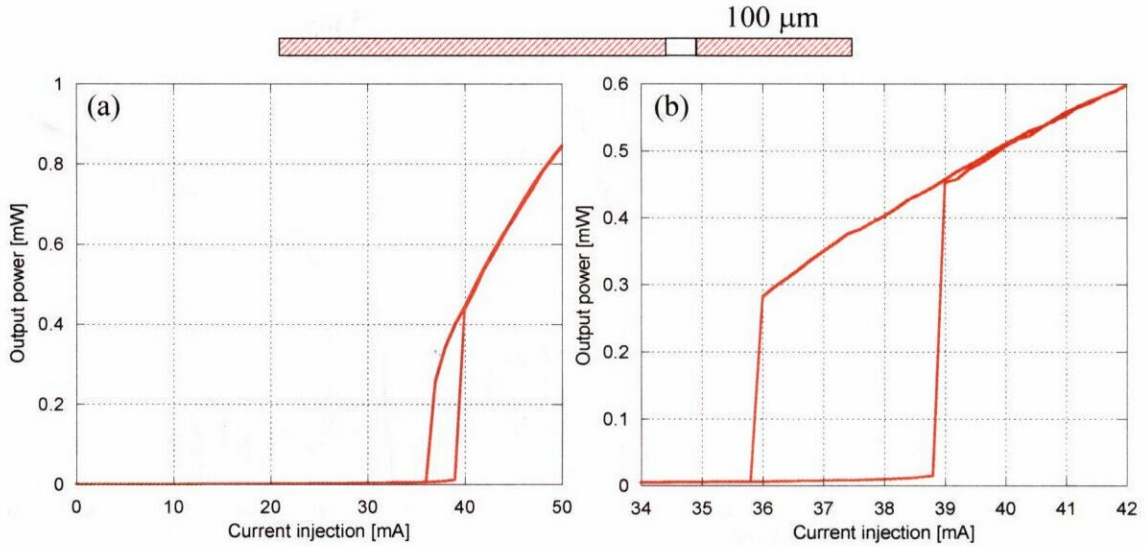 100 μm
(a)
1
0.8
0.6
0.4
0.2
0
Output power [mW]
0 10 20 30 40 50
Current injection [mA]
(b)
0.6
0.5
0.4
0.3
0.2
0.1
0
Output power [mW]
34 35 36 37 38 39 40 41 42
Current injection [mA]